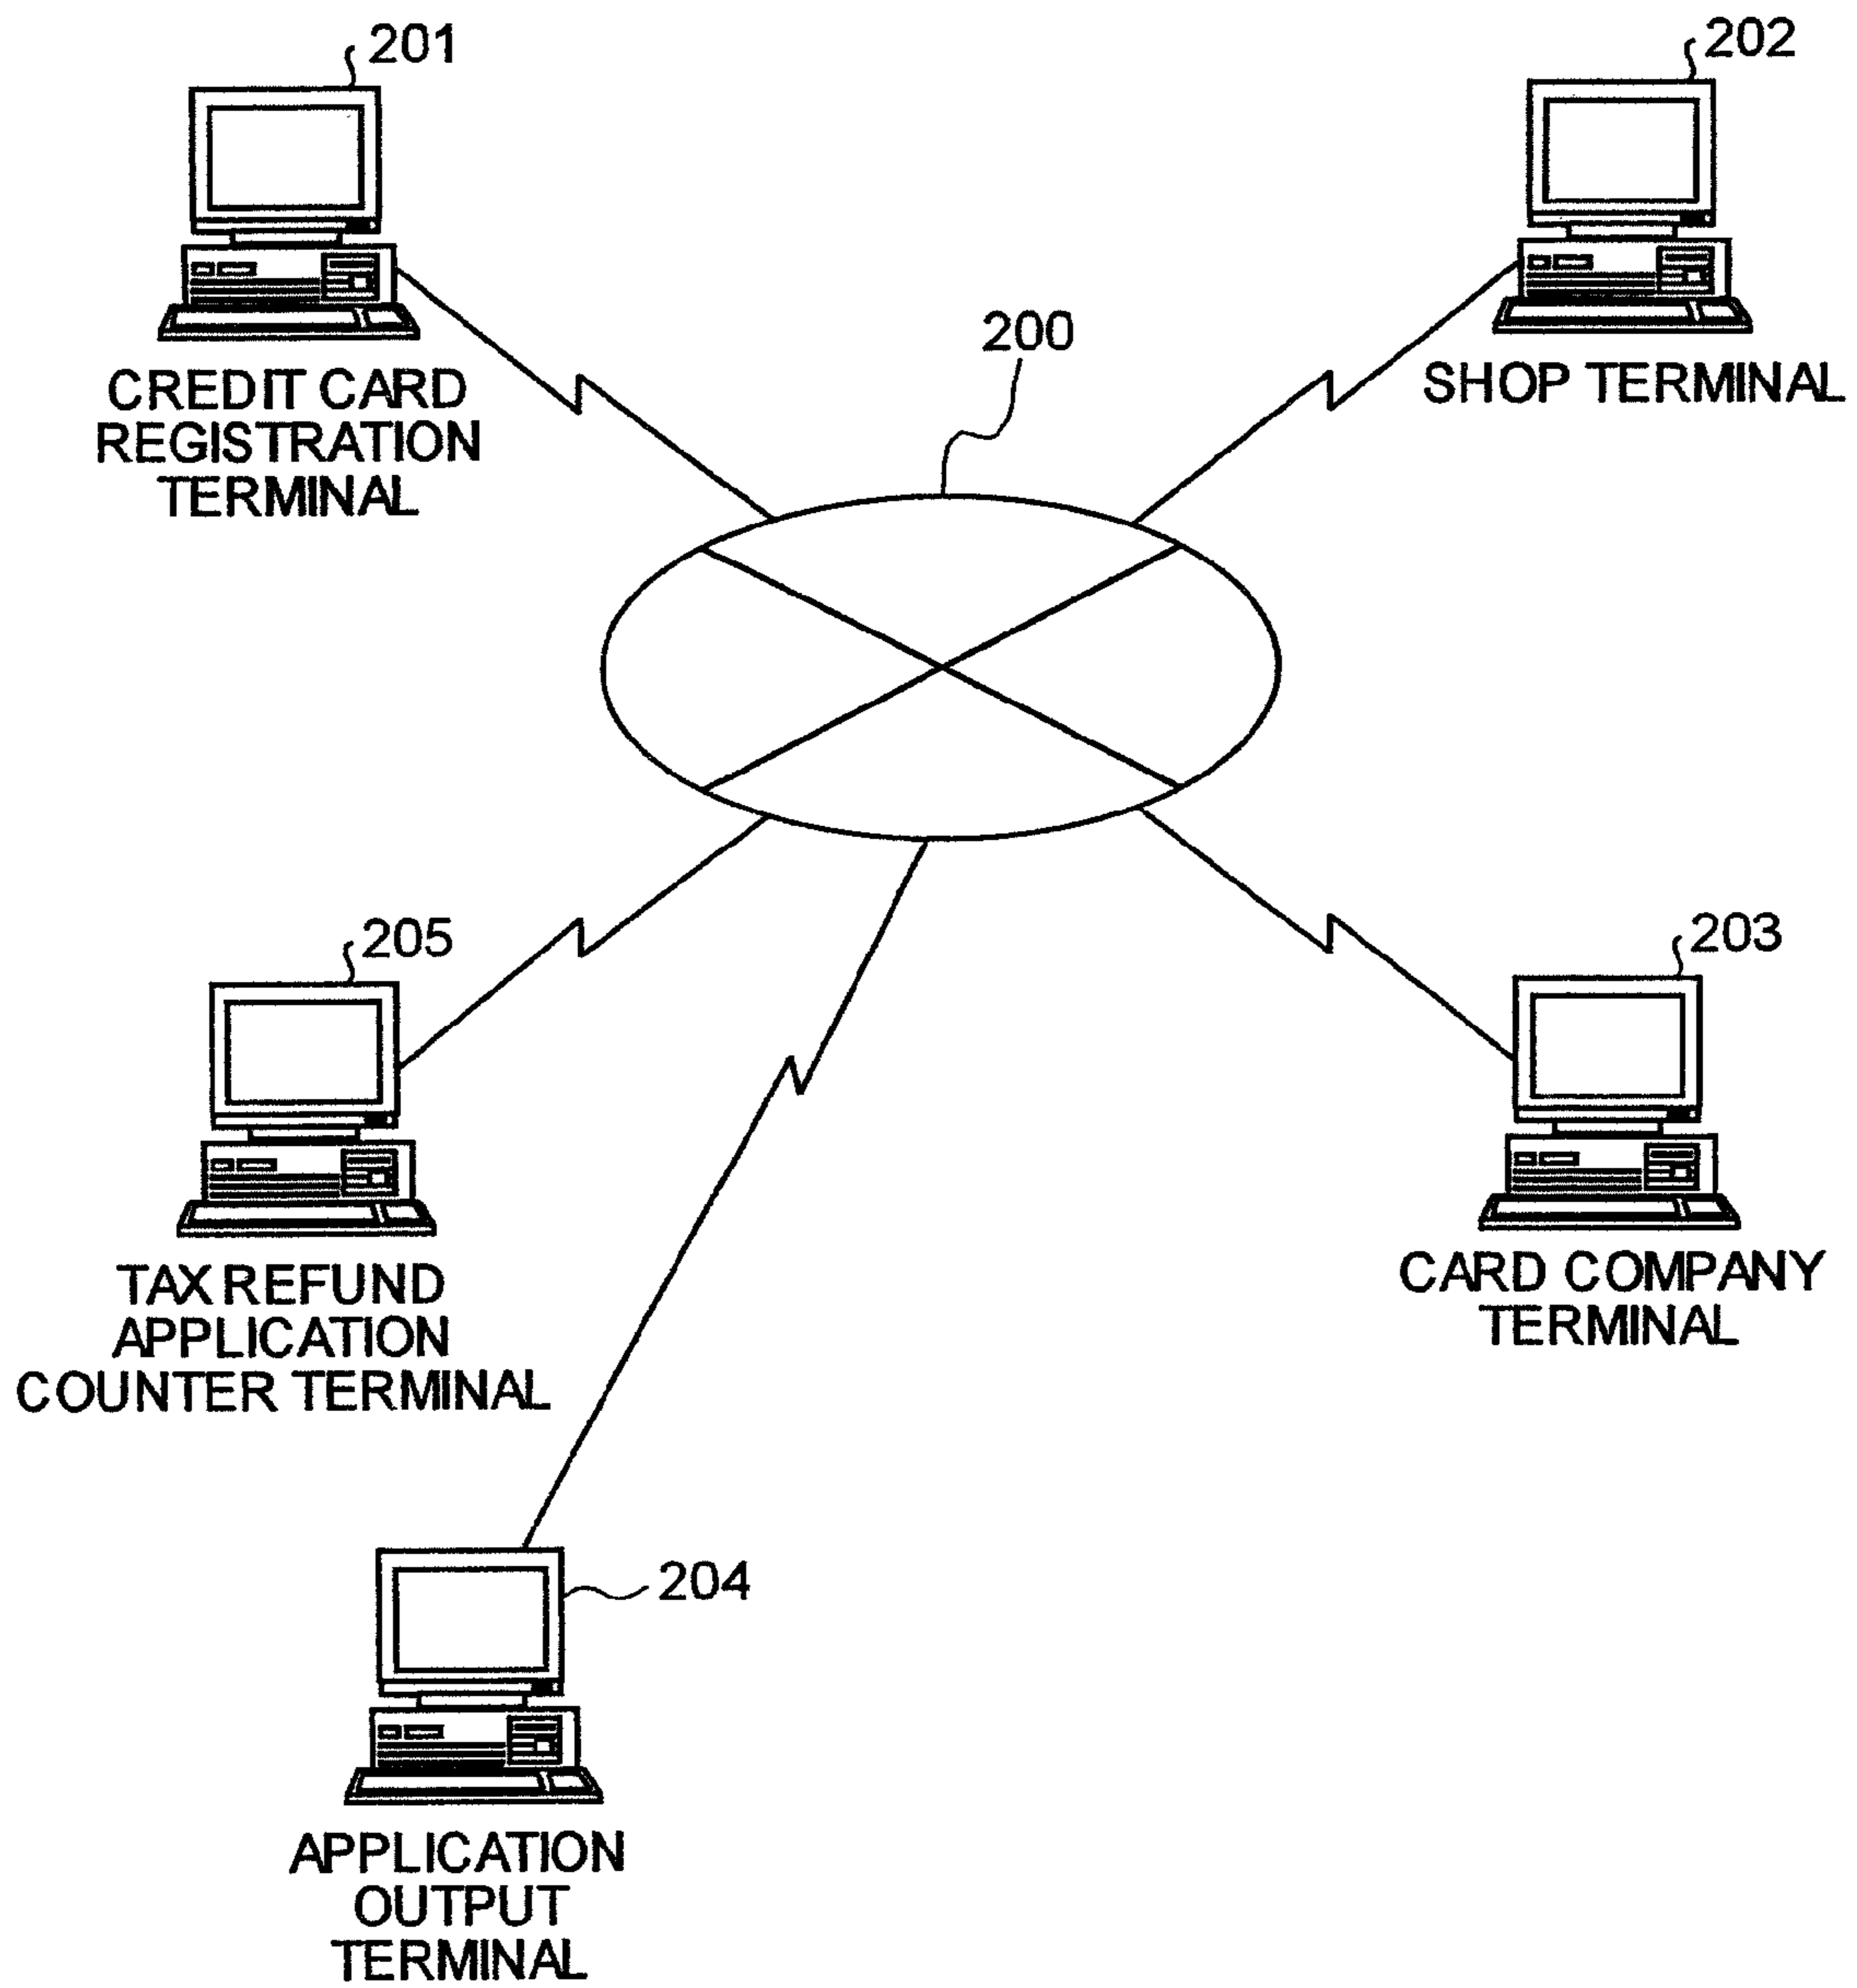 201
202
CREDIT CARD
REGISTRATION
TERMINAL
200
SHOP TERMINAL
205
203
TAX REFUND
APPLICATION
COUNTER TERMINAL
CARD COMPANY
TERMINAL
204
APPLICATION
OUTPUT
TERMINAL